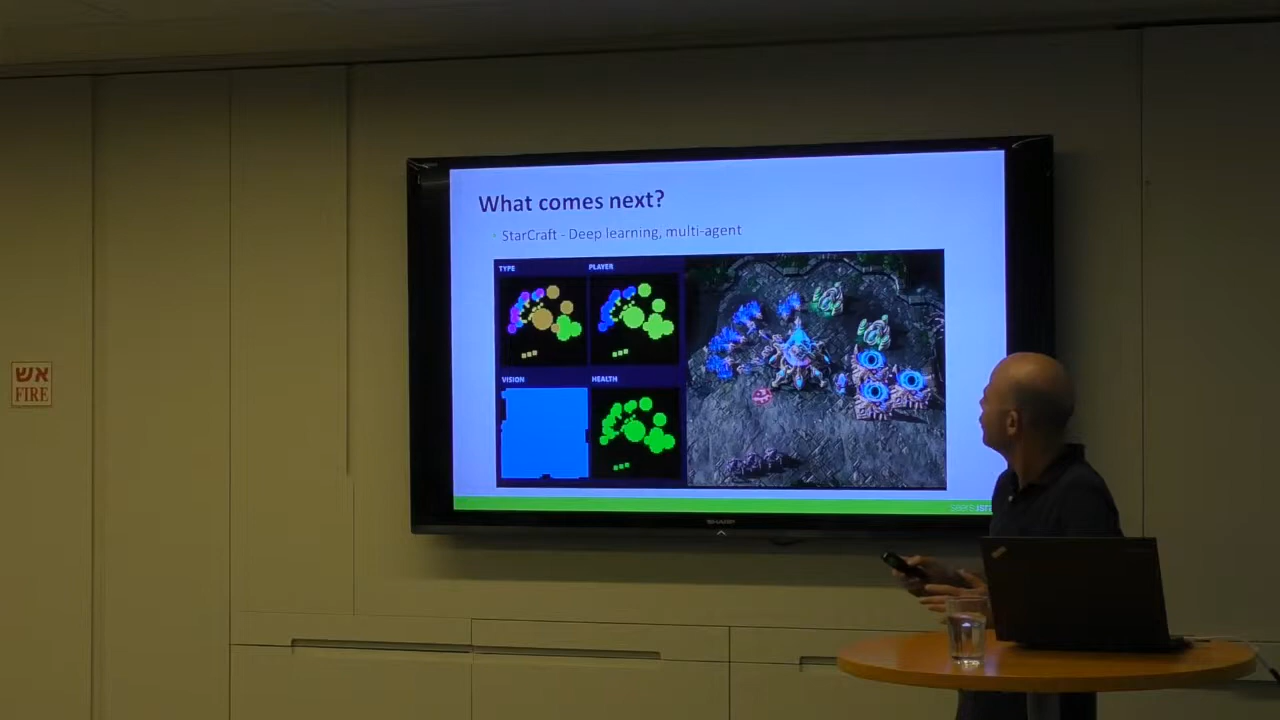 What comes next?
StarCraft - Deep learning, multi-agent
TYPE
PLAYER
VISION
HEALTH
SHARP
אש
FIRE